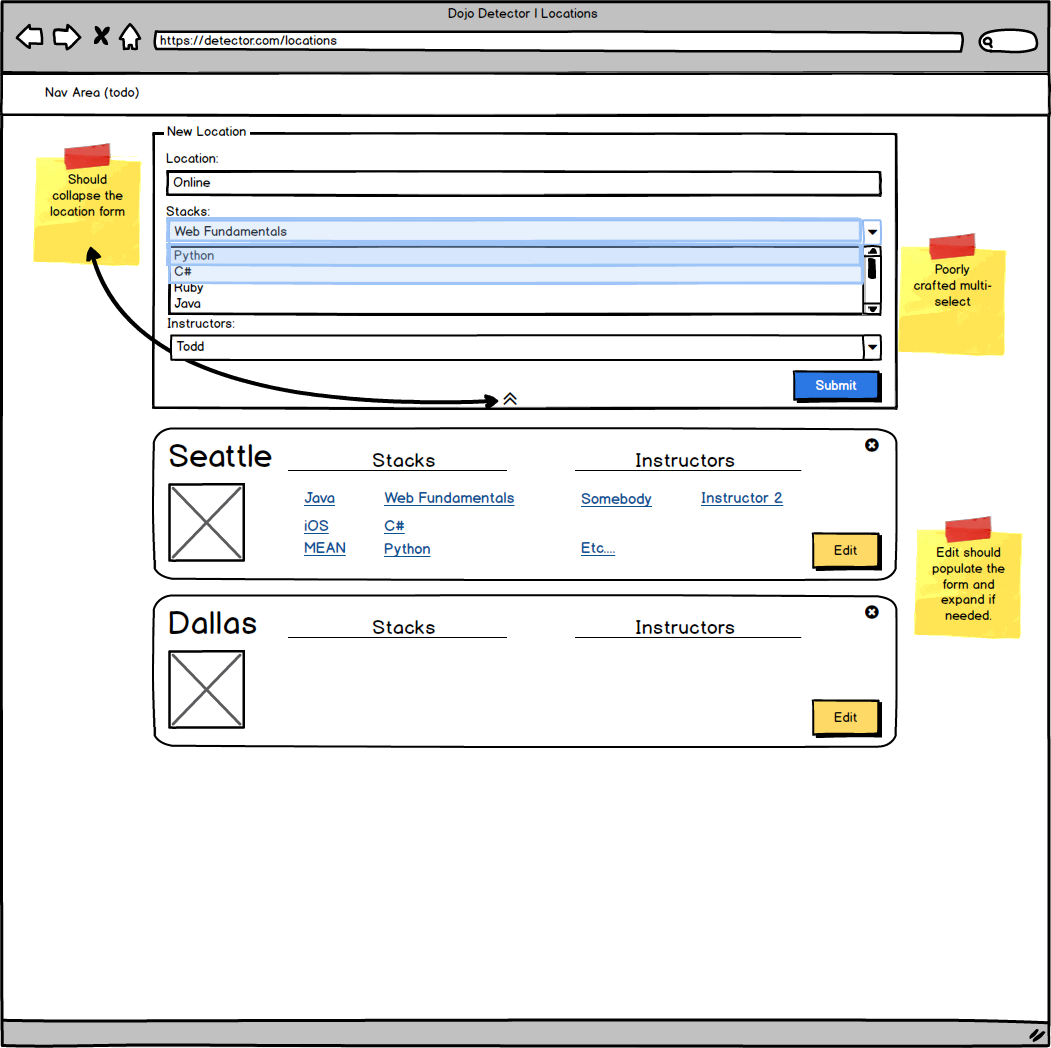 Dojo Detector | Locations
https://detector.com/locations
Nav Area (todo)
New Location
Location:
Online
Should
collapse the
location form
Stacks:
Web Fundamentals
Python
C#
Ruby
Java
Poorly
crafted multi-
select
Instructors:
Todd
Submit
Seattle
Stacks
Instructors
Java
Web Fundamentals
Somebody
Instructor 2
iOS
C#
MEAN
Python
Etc....
Edit
Edit should
populate the
form and
expand if
needed.
Dallas
Stacks
Instructors
Edit